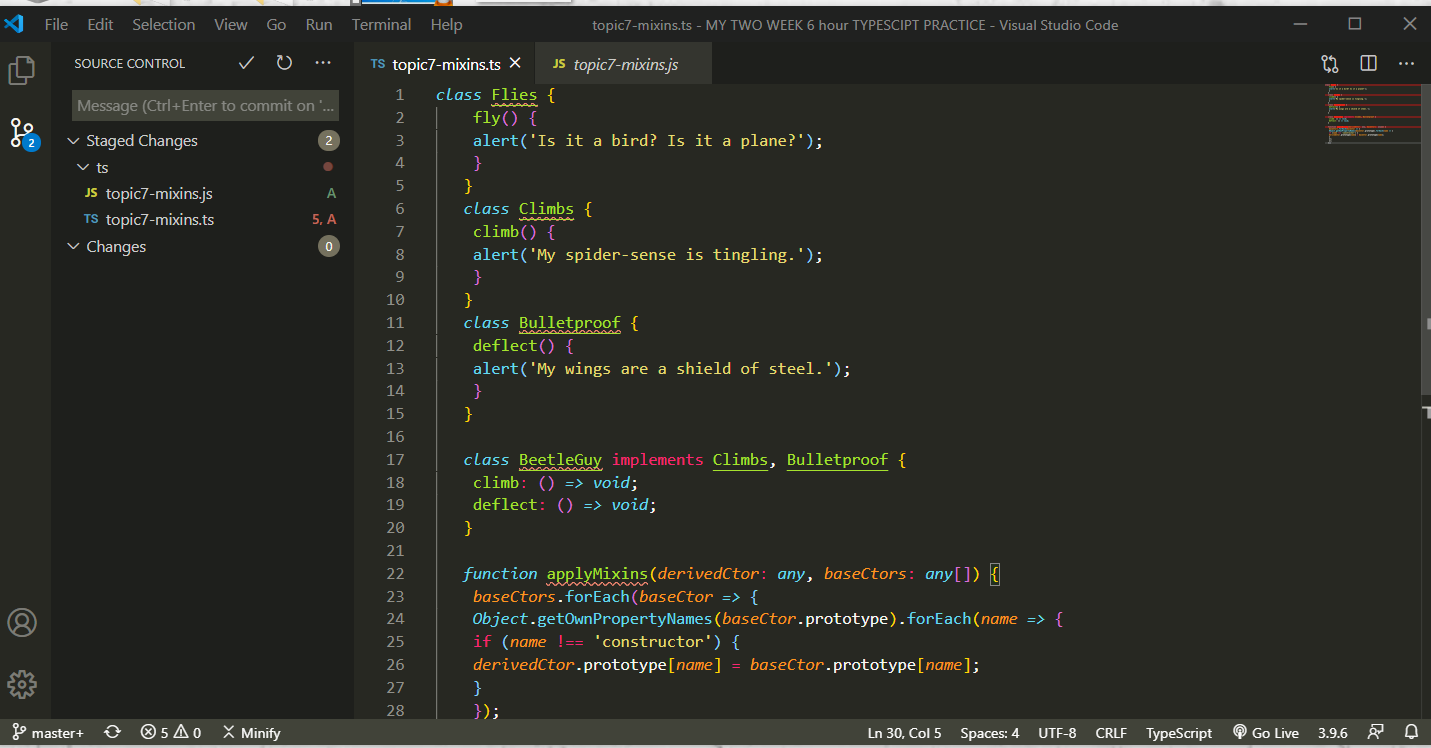 File Edit Selection View Go Run Terminal Help
topic7-mixins.ts - MY TWO WEEK 6 hour TYPESCIPT PRACTICE - Visual Studio Code
SOURCE CONTROL
Message (Ctrl+Enter to commit on '...
Staged Changes 2
ts
JS topic7-mixins.js A
TS topic7-mixins.ts 5, A
Changes 0
2
TS topic7-mixins.ts
JS topic7-mixins.js
1 class Flies {
2 fly() {
3 alert('Is it a bird? Is it a plane?');
4 }
5 }
6 class Climbs {
7 climb() {
8 alert('My spider-sense is tingling.');
9 }
10 }
11 class Bulletproof {
12 deflect() {
13 alert('My wings are a shield of steel.');
14 }
15 }
16
17 class BeetleGuy implements Climbs, Bulletproof {
18 climb: () => void;
19 deflect: () => void;
20 }
21
22 function applyMixins(derivedCtor: any, baseCtors: any[]) {
23 baseCtors.forEach(baseCtor => {
24 Object.getOwnPropertyNames(baseCtor.prototype).forEach(name => {
25 if (name !== 'constructor') {
26 derivedCtor.prototype[name] = baseCtor.prototype[name];
27 }
28 });
master+ 5 0 Minify Ln 30, Col 5 Spaces: 4 UTF-8 CRLF TypeScript Go Live 3.9.6